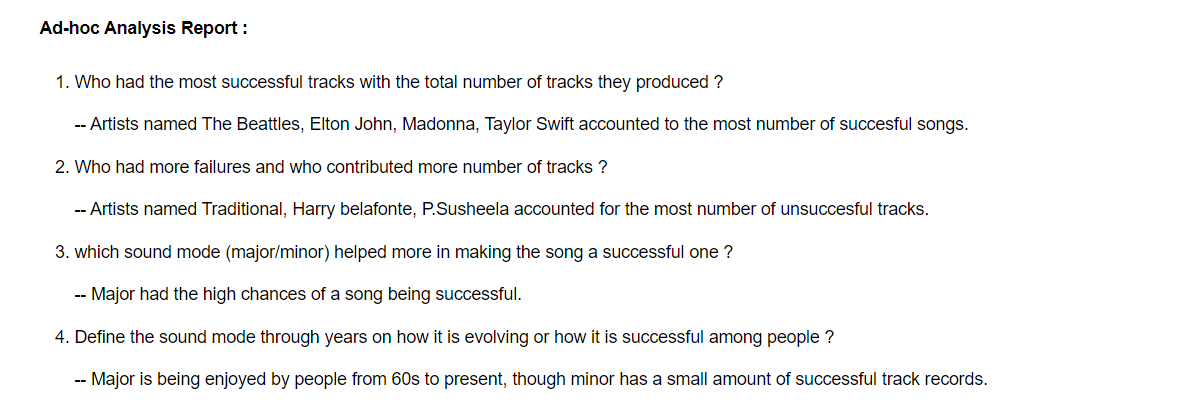 Ad-hoc Analysis Report :
1. Who had the most successful tracks with the total number of tracks they produced ?
-- Artists named The Beattles, Elton John, Madonna, Taylor Swift accounted to the most number of succesful songs.
2. Who had more failures and who contributed more number of tracks ?
-- Artists named Traditional, Harry belafonte, P.Susheela accounted for the most number of unsuccesful tracks.
3. which sound mode (major/minor) helped more in making the song a successful one ?
-- Major had the high chances of a song being successful.
4. Define the sound mode through years on how it is evolving or how it is successful among people ?
-- Major is being enjoyed by people from 60s to present, though minor has a small amount of successful track records.